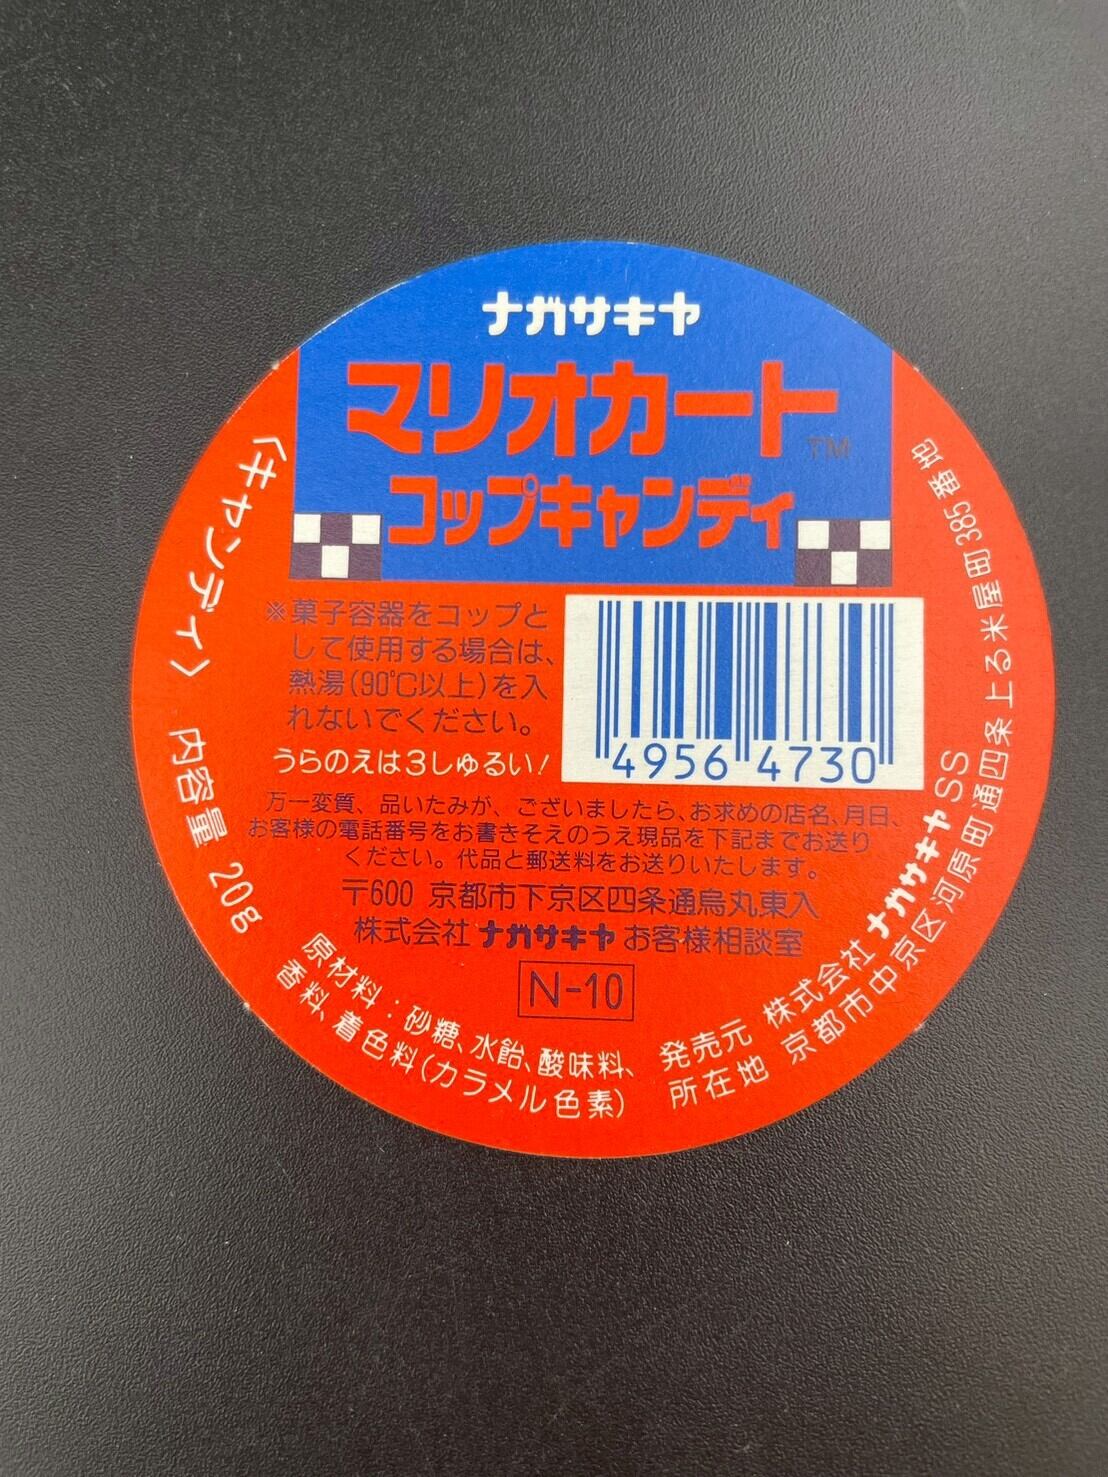 ナガサキヤ
マリオカート
TM
コップキャンディ
※菓子容器をコップと
して使用する場合は、
熱湯(90℃以上)を入
れないでください。
うらのえは3しゅるい!
4956 4730
万一変質、品いたみが、ございましたら、お求めの店名、月日、
お客様の電話番号をお書きそえのうえ現品を下記までお送り
ください。代品と郵送料をお送りいたします。
〒600 京都市下京区四条通烏丸東入
株式会社 ナガサキヤ お客様相談室
N-10
〈キャンディ〉 内容量 20g
原材料:砂糖、水飴、酸味料、
香料、着色料(カラメル色素)
発売元 株式会社 ナガサキヤ SS
所在地 京都市中京区河原町通四条上る米屋町385番地